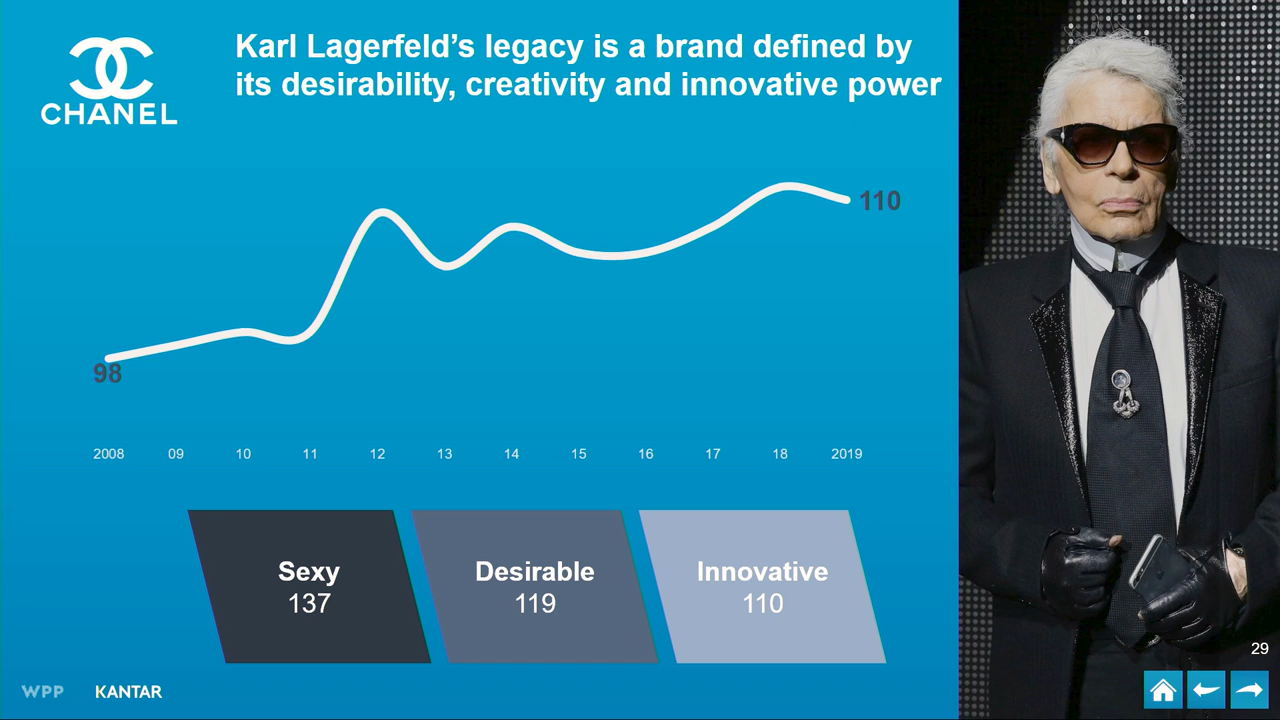 CHANEL
Karl Lagerfeld’s legacy is a brand defined by
its desirability, creativity and innovative power
110
98
2008 09 10 11 12 13 14 15 16 17 18 2019
Sexy
137
Desirable
119
Innovative
110
29
WPP KANTAR